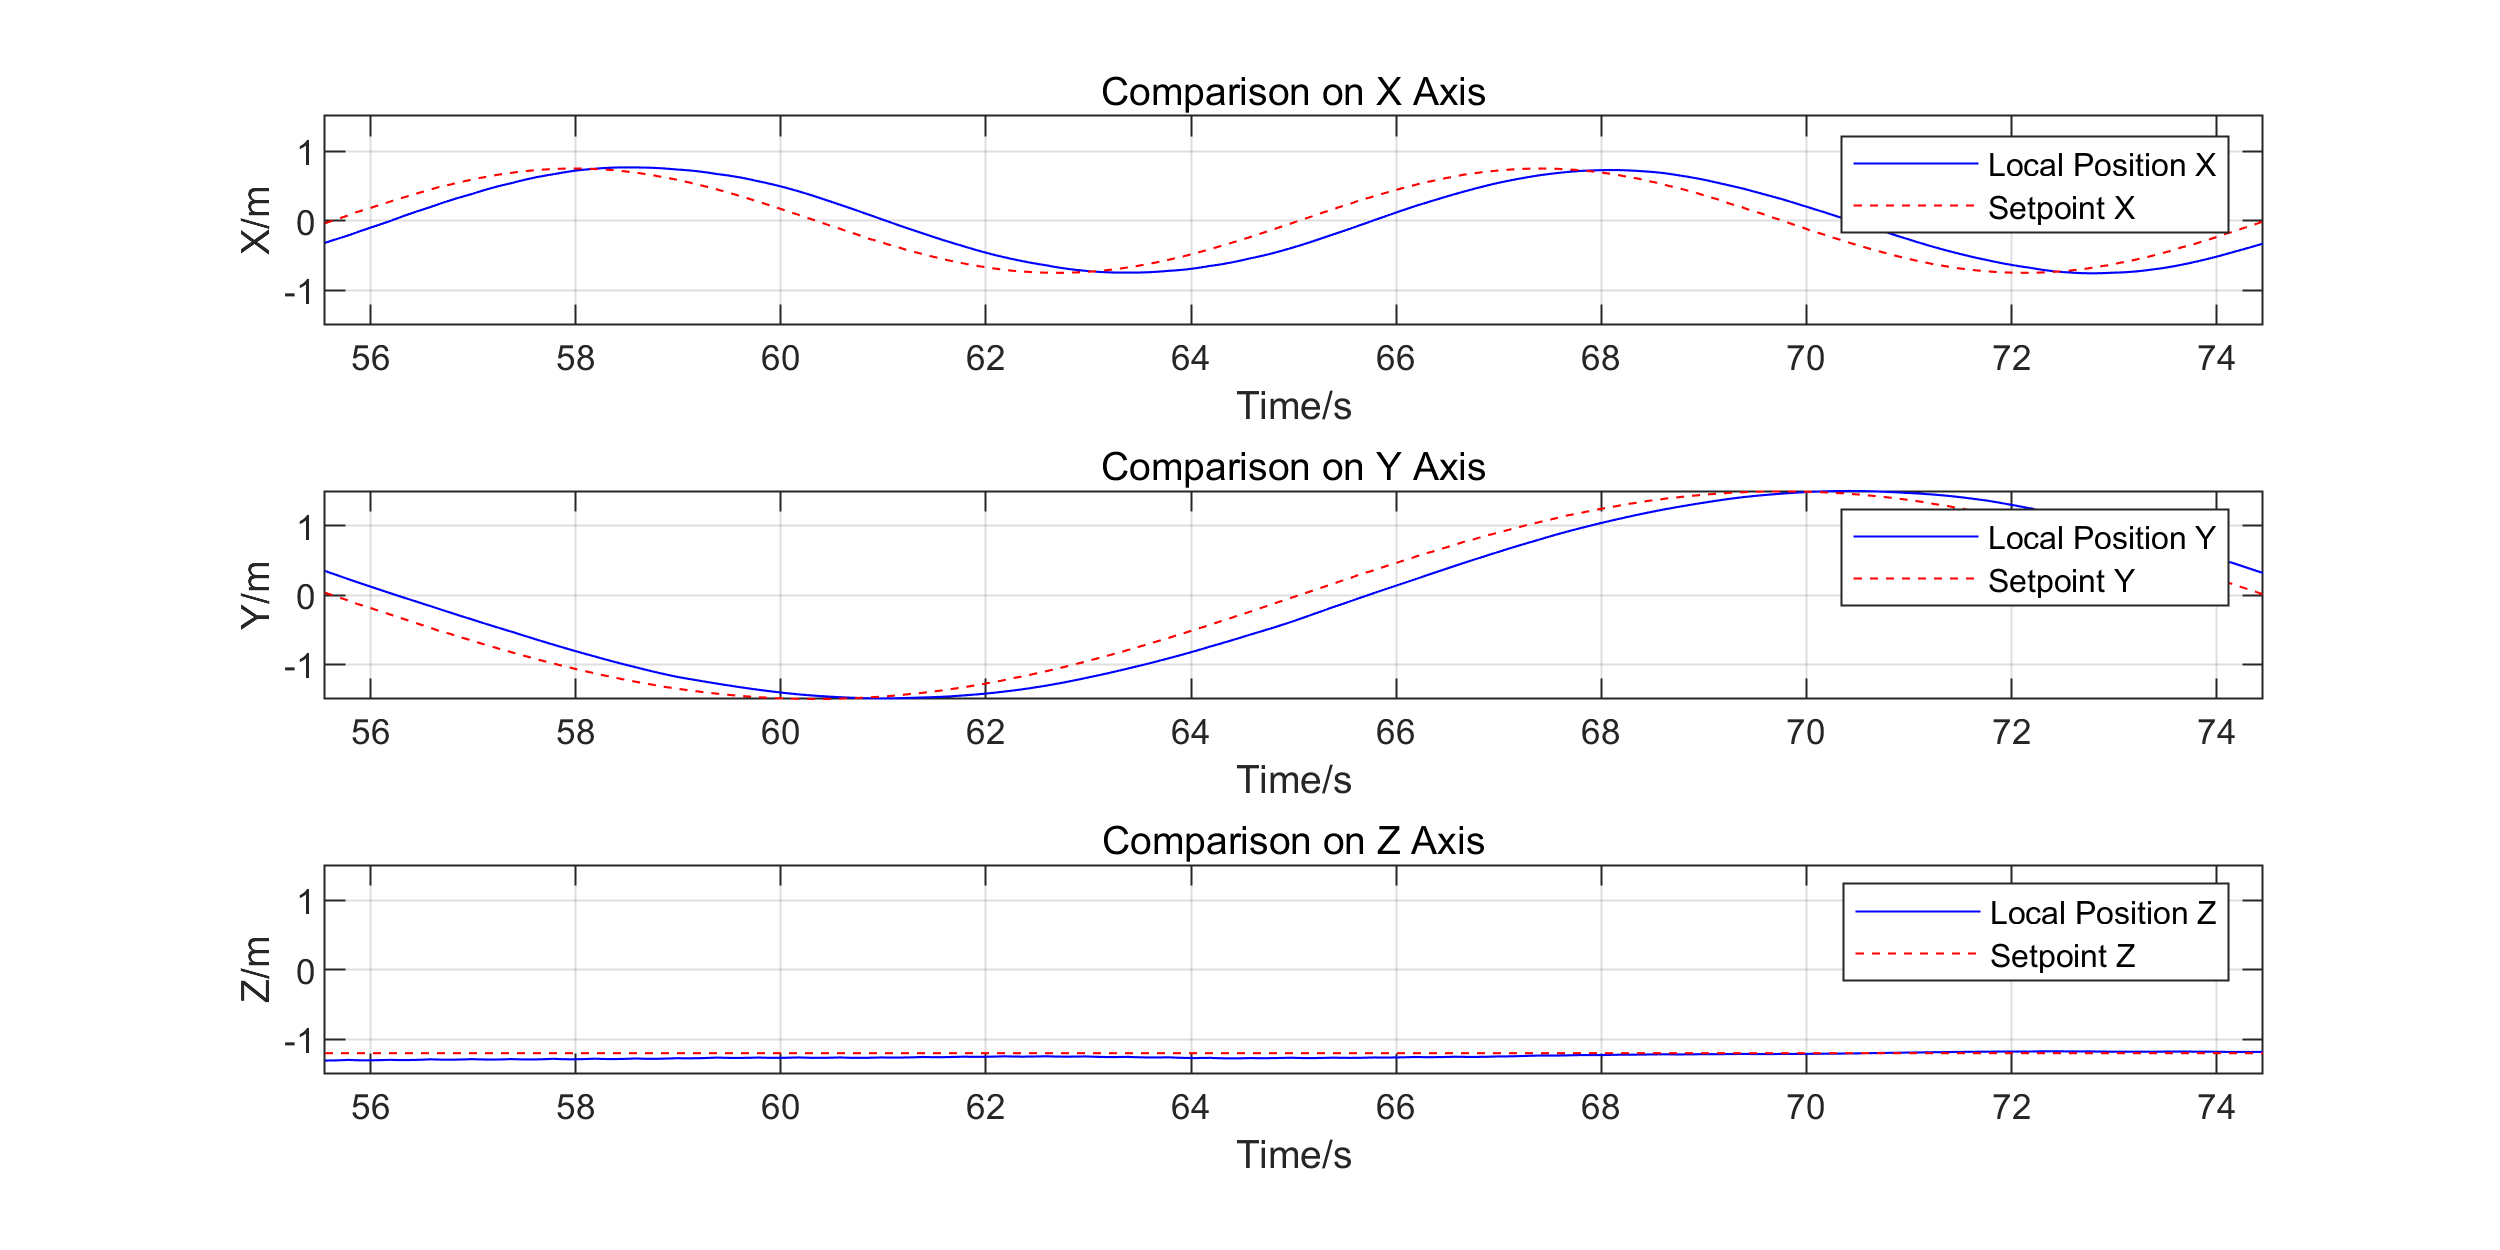 Comparison on X Axis
X/m
1
0
-1
Local Position X
Setpoint X
56 58 60 62 64 66 68 70 72 74
Time/s
Comparison on Y Axis
Y/m
1
0
-1
Local Position Y
Setpoint Y
56 58 60 62 64 66 68 70 72 74
Time/s
Comparison on Z Axis
Z/m
1
0
-1
Local Position Z
Setpoint Z
56 58 60 62 64 66 68 70 72 74
Time/s